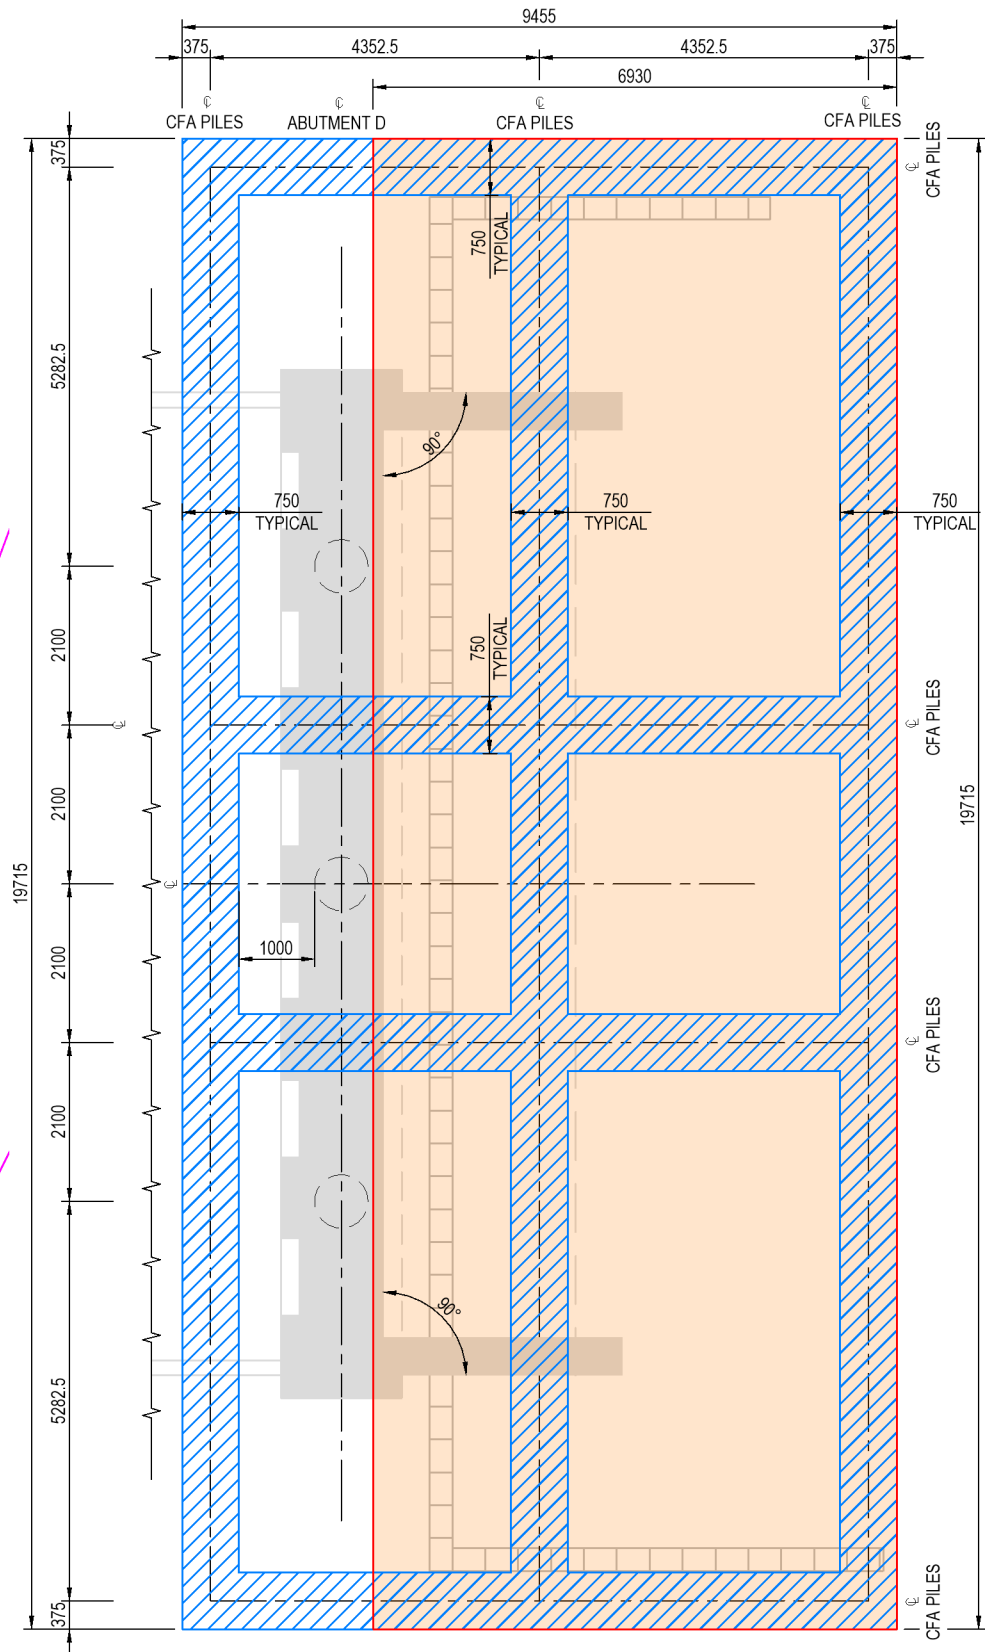 9455
375
4352.5
4352.5
375
6930
℄
CFA PILES
℄
ABUTMENT D
℄
CFA PILES
℄
CFA PILES
℄
CFA PILES
375
5282.5
750
TYPICAL
90°
750
TYPICAL
750
TYPICAL
750
TYPICAL
2100
750
TYPICAL
℄
℄
CFA PILES
2100
19715
19715
℄
1000
2100
℄
CFA PILES
2100
90°
5282.5
375
℄
CFA PILES